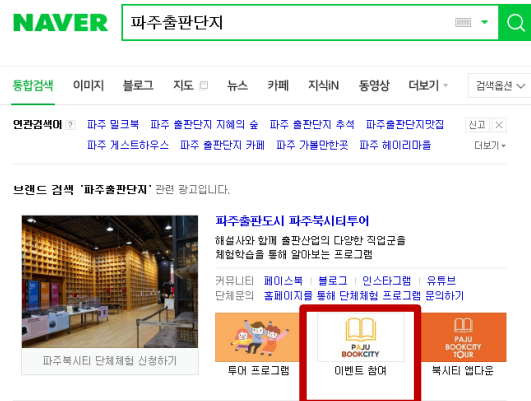 NAVER
파주출판단지
통합검색 이미지 블로그 지도 뉴스 카페 지식iN 동영상 더보기 검색옵션
연관검색어 ? 파주 밀크북 파주 출판단지 지혜의 숲 파주 출판단지 추석 파주출판단지맛집 신고 ×
파주 게스트하우스 파주 출판단지 카페 파주 가볼만한곳 파주 헤이리마을 더보기
브랜드 검색 '파주출판단지' 관련 광고입니다.
파주출판도시 파주북시티투어
해설사와 함께 출판산업의 다양한 직업군을
체험학습을 통해 알아보는 프로그램
커뮤니티 페이스북 블로그 인스타그램 유튜브
단체문의 홈페이지를 통해 단체체험 프로그램 문의하기
파주북시티 단체체험 신청하기
PAJU
BOOKCITY
PAJU
BOOKCITY
TOUR
투어 프로그램 이벤트 참여 북시티 앱다운